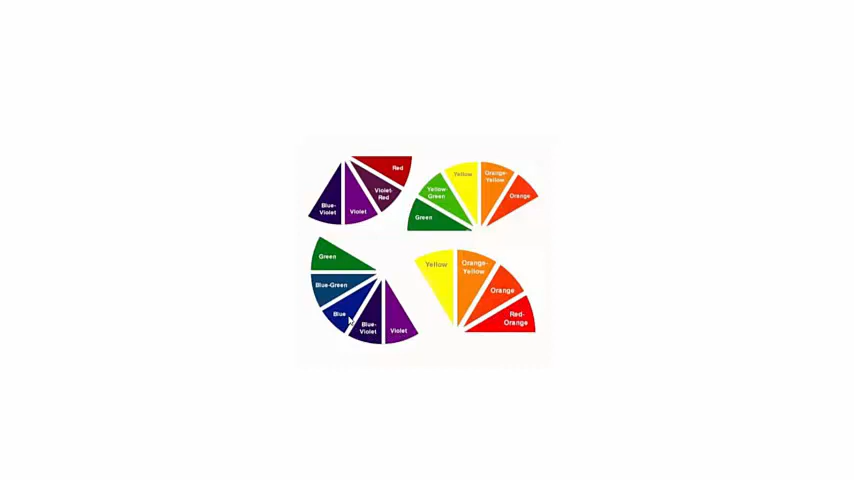 Red
Violet-
Red
Violet
Blue-
Violet
Green
Yellow-
Green
Yellow
Orange-
Yellow
Orange
Green
Blue-Green
Blue
Blue-
Violet
Violet
Yellow
Orange-
Yellow
Orange
Red-
Orange